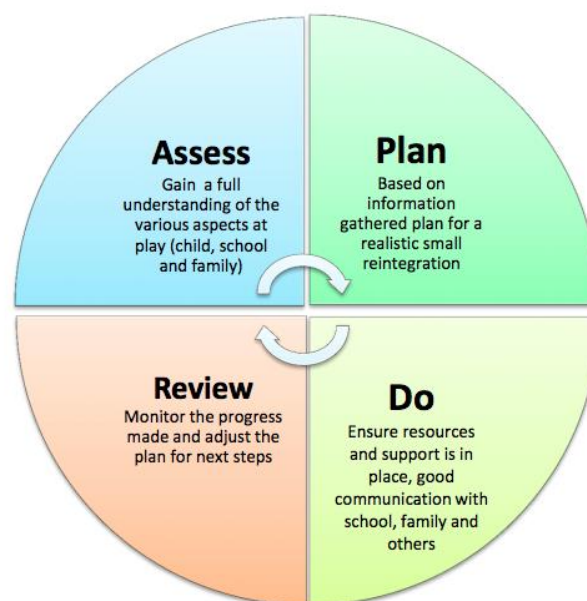 Assess
Gain a full
understanding of the
various aspects at
play (child, school
and family)
Plan
Based on
information
gathered plan for a
realistic small
reintegration
Review
Monitor the progress
made and adjust the
plan for next steps
Do
Ensure resources
and support is in
place, good
communication with
school, family and
others